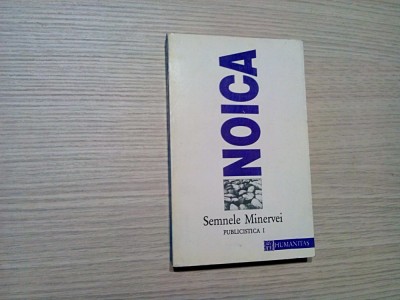 NOICA
Semnele Minervei
PUBLICISTICA I
HUMANITAS